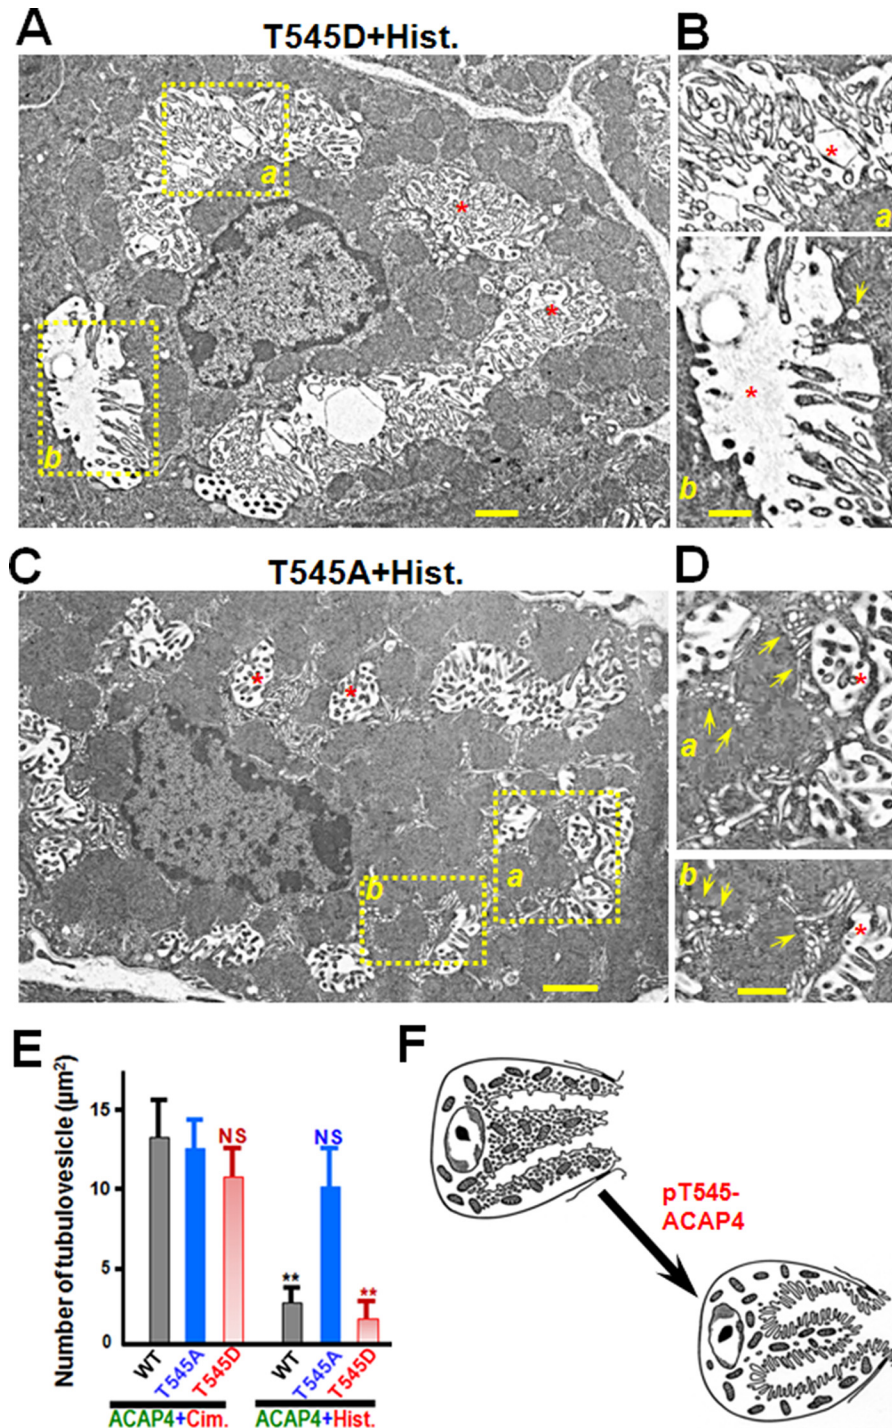 A
T545D+Hist.
B
a
b
*
*
*
a
*
b
C
T545A+Hist.
D
*
*
a
b
*
a
b
*
E
Number of tubulovesicle (µm²)
15
10
5
0
NS
**
NS
**
WT
T545A
T545D
WT
T545A
T545D
ACAP4+Cim.
ACAP4+Hist.
F
pT545-
ACAP4